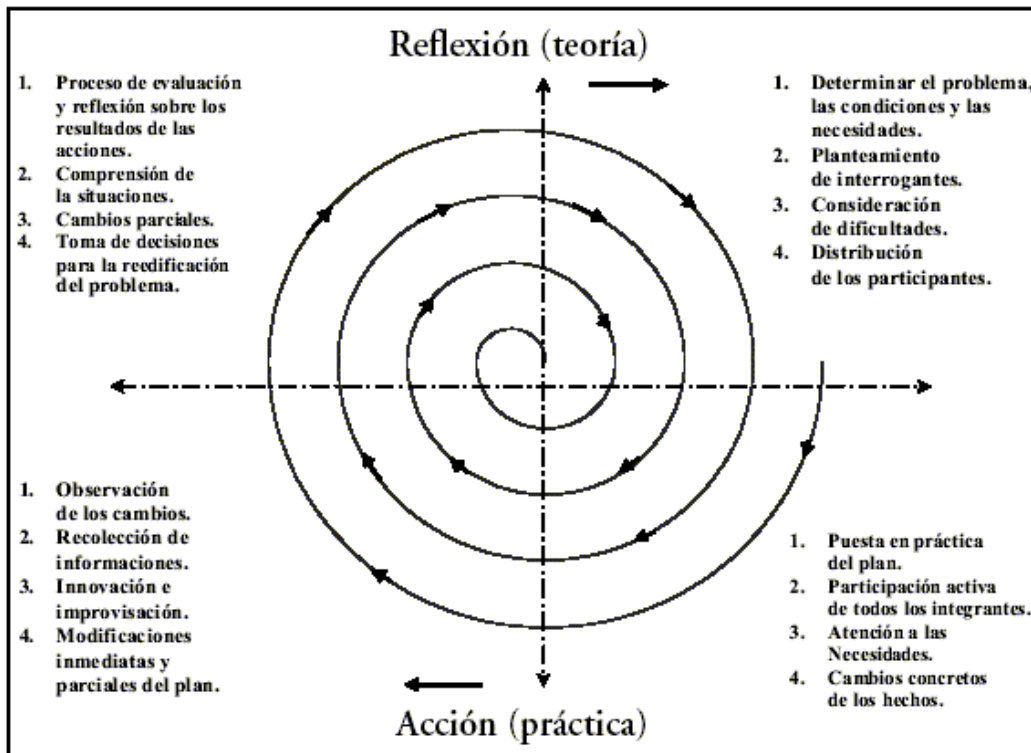 Reflexión (teoría)
1. Proceso de evaluación
y reflexión sobre los
resultados de las
acciones.
2. Comprensión de
la situaciones.
3. Cambios parciales.
4. Toma de decisiones
para la reedificación
del problema.
1. Determinar el problema,
las condiciones y las
necesidades.
2. Planteamiento
de interrogantes.
3. Consideración
de dificultades.
4. Distribución
de los participantes.
1. Observación
de los cambios.
2. Recolección de
informaciones.
3. Innovación e
improvisación.
4. Modificaciones
inmediatas y
parciales del plan.
1. Puesta en práctica
del plan.
2. Participación activa
de todos los integrantes.
3. Atención a las
Necesidades.
4. Cambios concretos
de los hechos.
Acción (práctica)